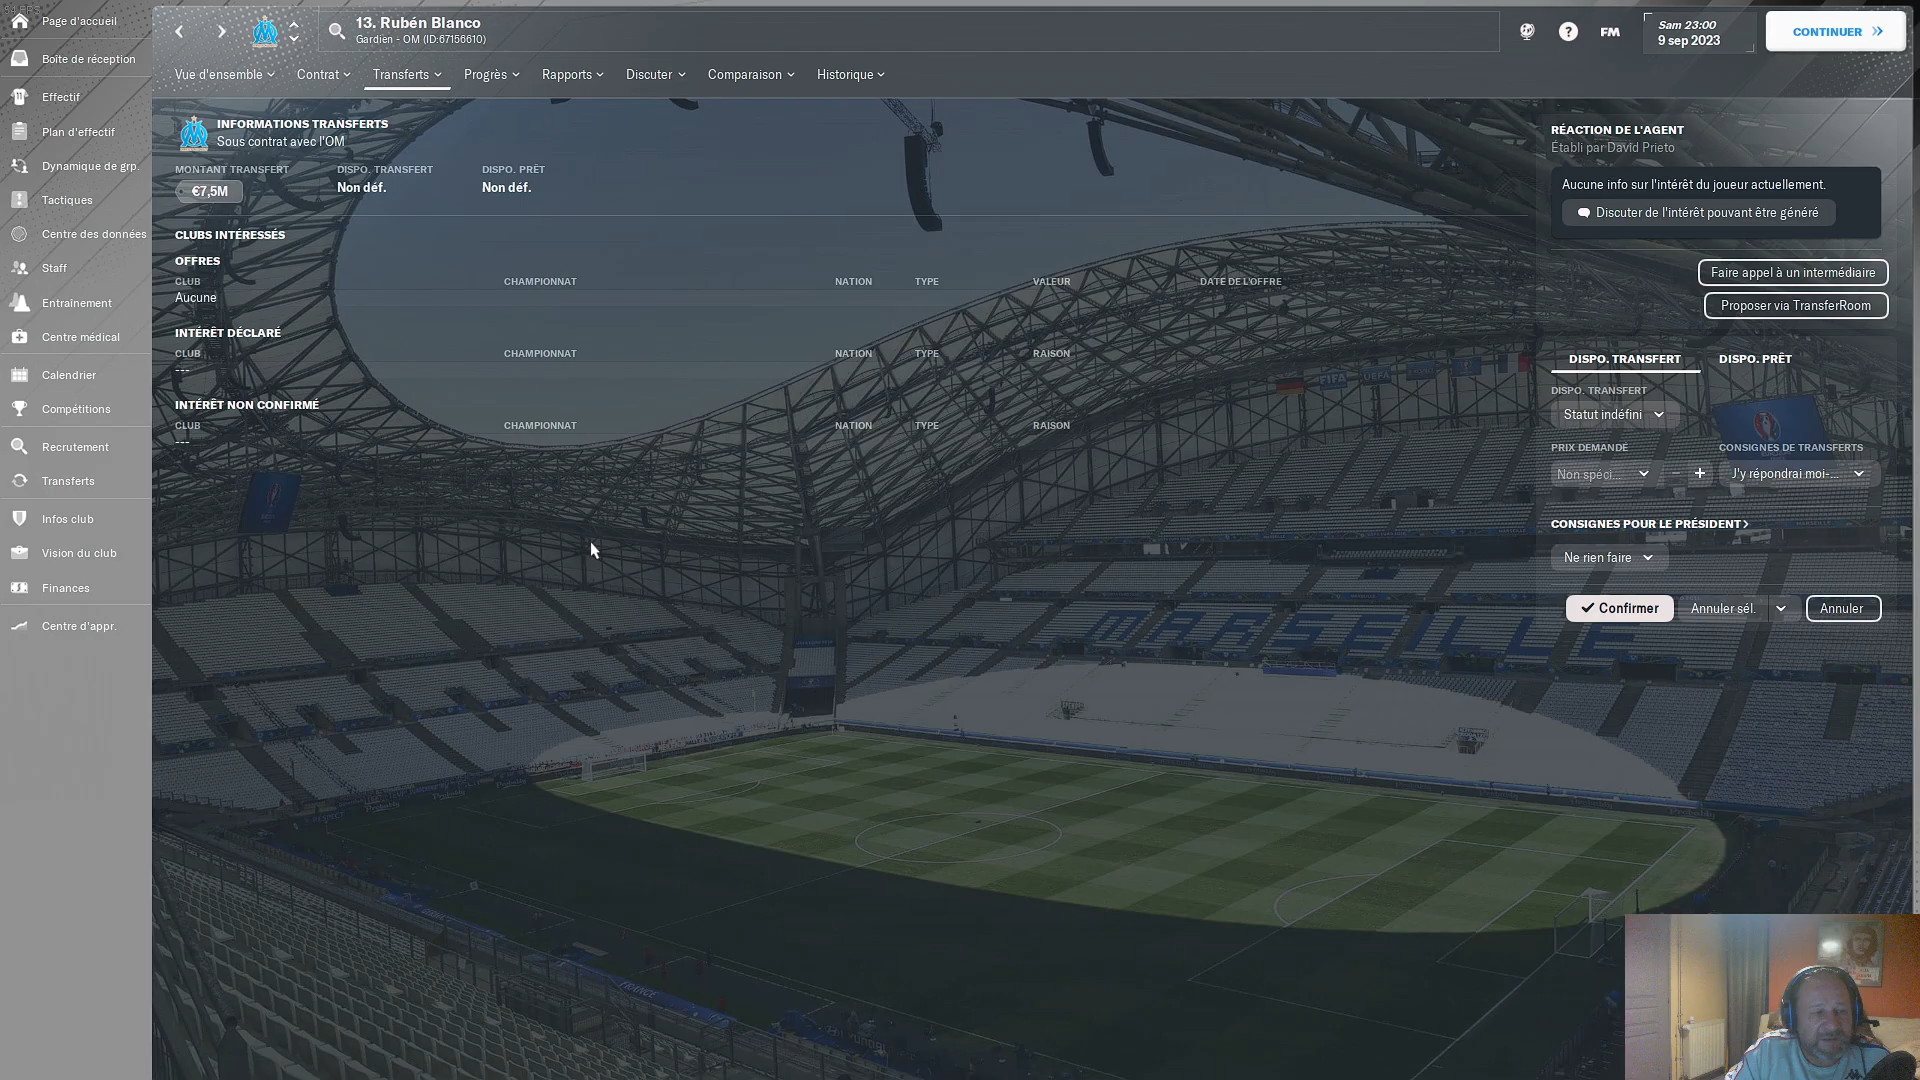 Page d'accueil
Boîte de réception
Effectif
Plan d'effectif
Dynamique de grp.
Tactiques
Centre des données
Staff
Entraînement
Centre médical
Calendrier
Compétitions
Recrutement
Transferts
Infos club
Vision du club
Finances
Centre d'appr.
13. Rubén Blanco
Gardien - OM (ID:67156610)
FM
Sam 23:00
9 sep 2023
CONTINUER
Vue d'ensemble
Contrat
Transferts
Progrès
Rapports
Discuter
Comparaison
Historique
INFORMATIONS TRANSFERTS
Sous contrat avec l'OM
MONTANT TRANSFERT
DISPO. TRANSFERT
DISPO. PRÊT
€7,5M
Non déf.
Non déf.
CLUBS INTÉRESSÉS
OFFRES
CLUB CHAMPIONNAT NATION TYPE VALEUR DATE DE L'OFFRE
Aucune
INTÉRÊT DÉCLARÉ
CLUB CHAMPIONNAT NATION TYPE RAISON
---
INTÉRÊT NON CONFIRMÉ
CLUB CHAMPIONNAT NATION TYPE RAISON
---
RÉACTION DE L'AGENT
Établi par David Prieto
Aucune info sur l'intérêt du joueur actuellement.
Discuter de l'intérêt pouvant être généré
Faire appel à un intermédiaire
Proposer via TransferRoom
DISPO. TRANSFERT
DISPO. PRÊT
DISPO. TRANSFERT
Statut indéfini
PRIX DEMANDÉ
CONSIGNES DE TRANSFERTS
Non spéci...
J'y répondrai moi-...
CONSIGNES POUR LE PRÉSIDENT
Ne rien faire
Confirmer
Annuler sél.
Annuler
FIFA
UEFA
MARSEILLE
FRANCE